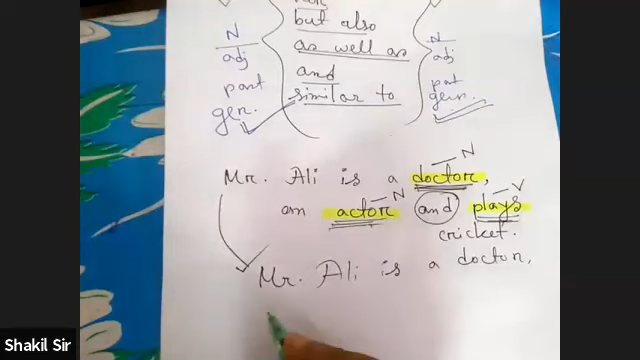 but also
N N
as well as
adj adj
and
part part
similar to
gen. gen.
N
Mr. Ali is a doctor,
N V
an actor and plays
cricket.
Mr. Ali is a doctor,
Shakil Sir